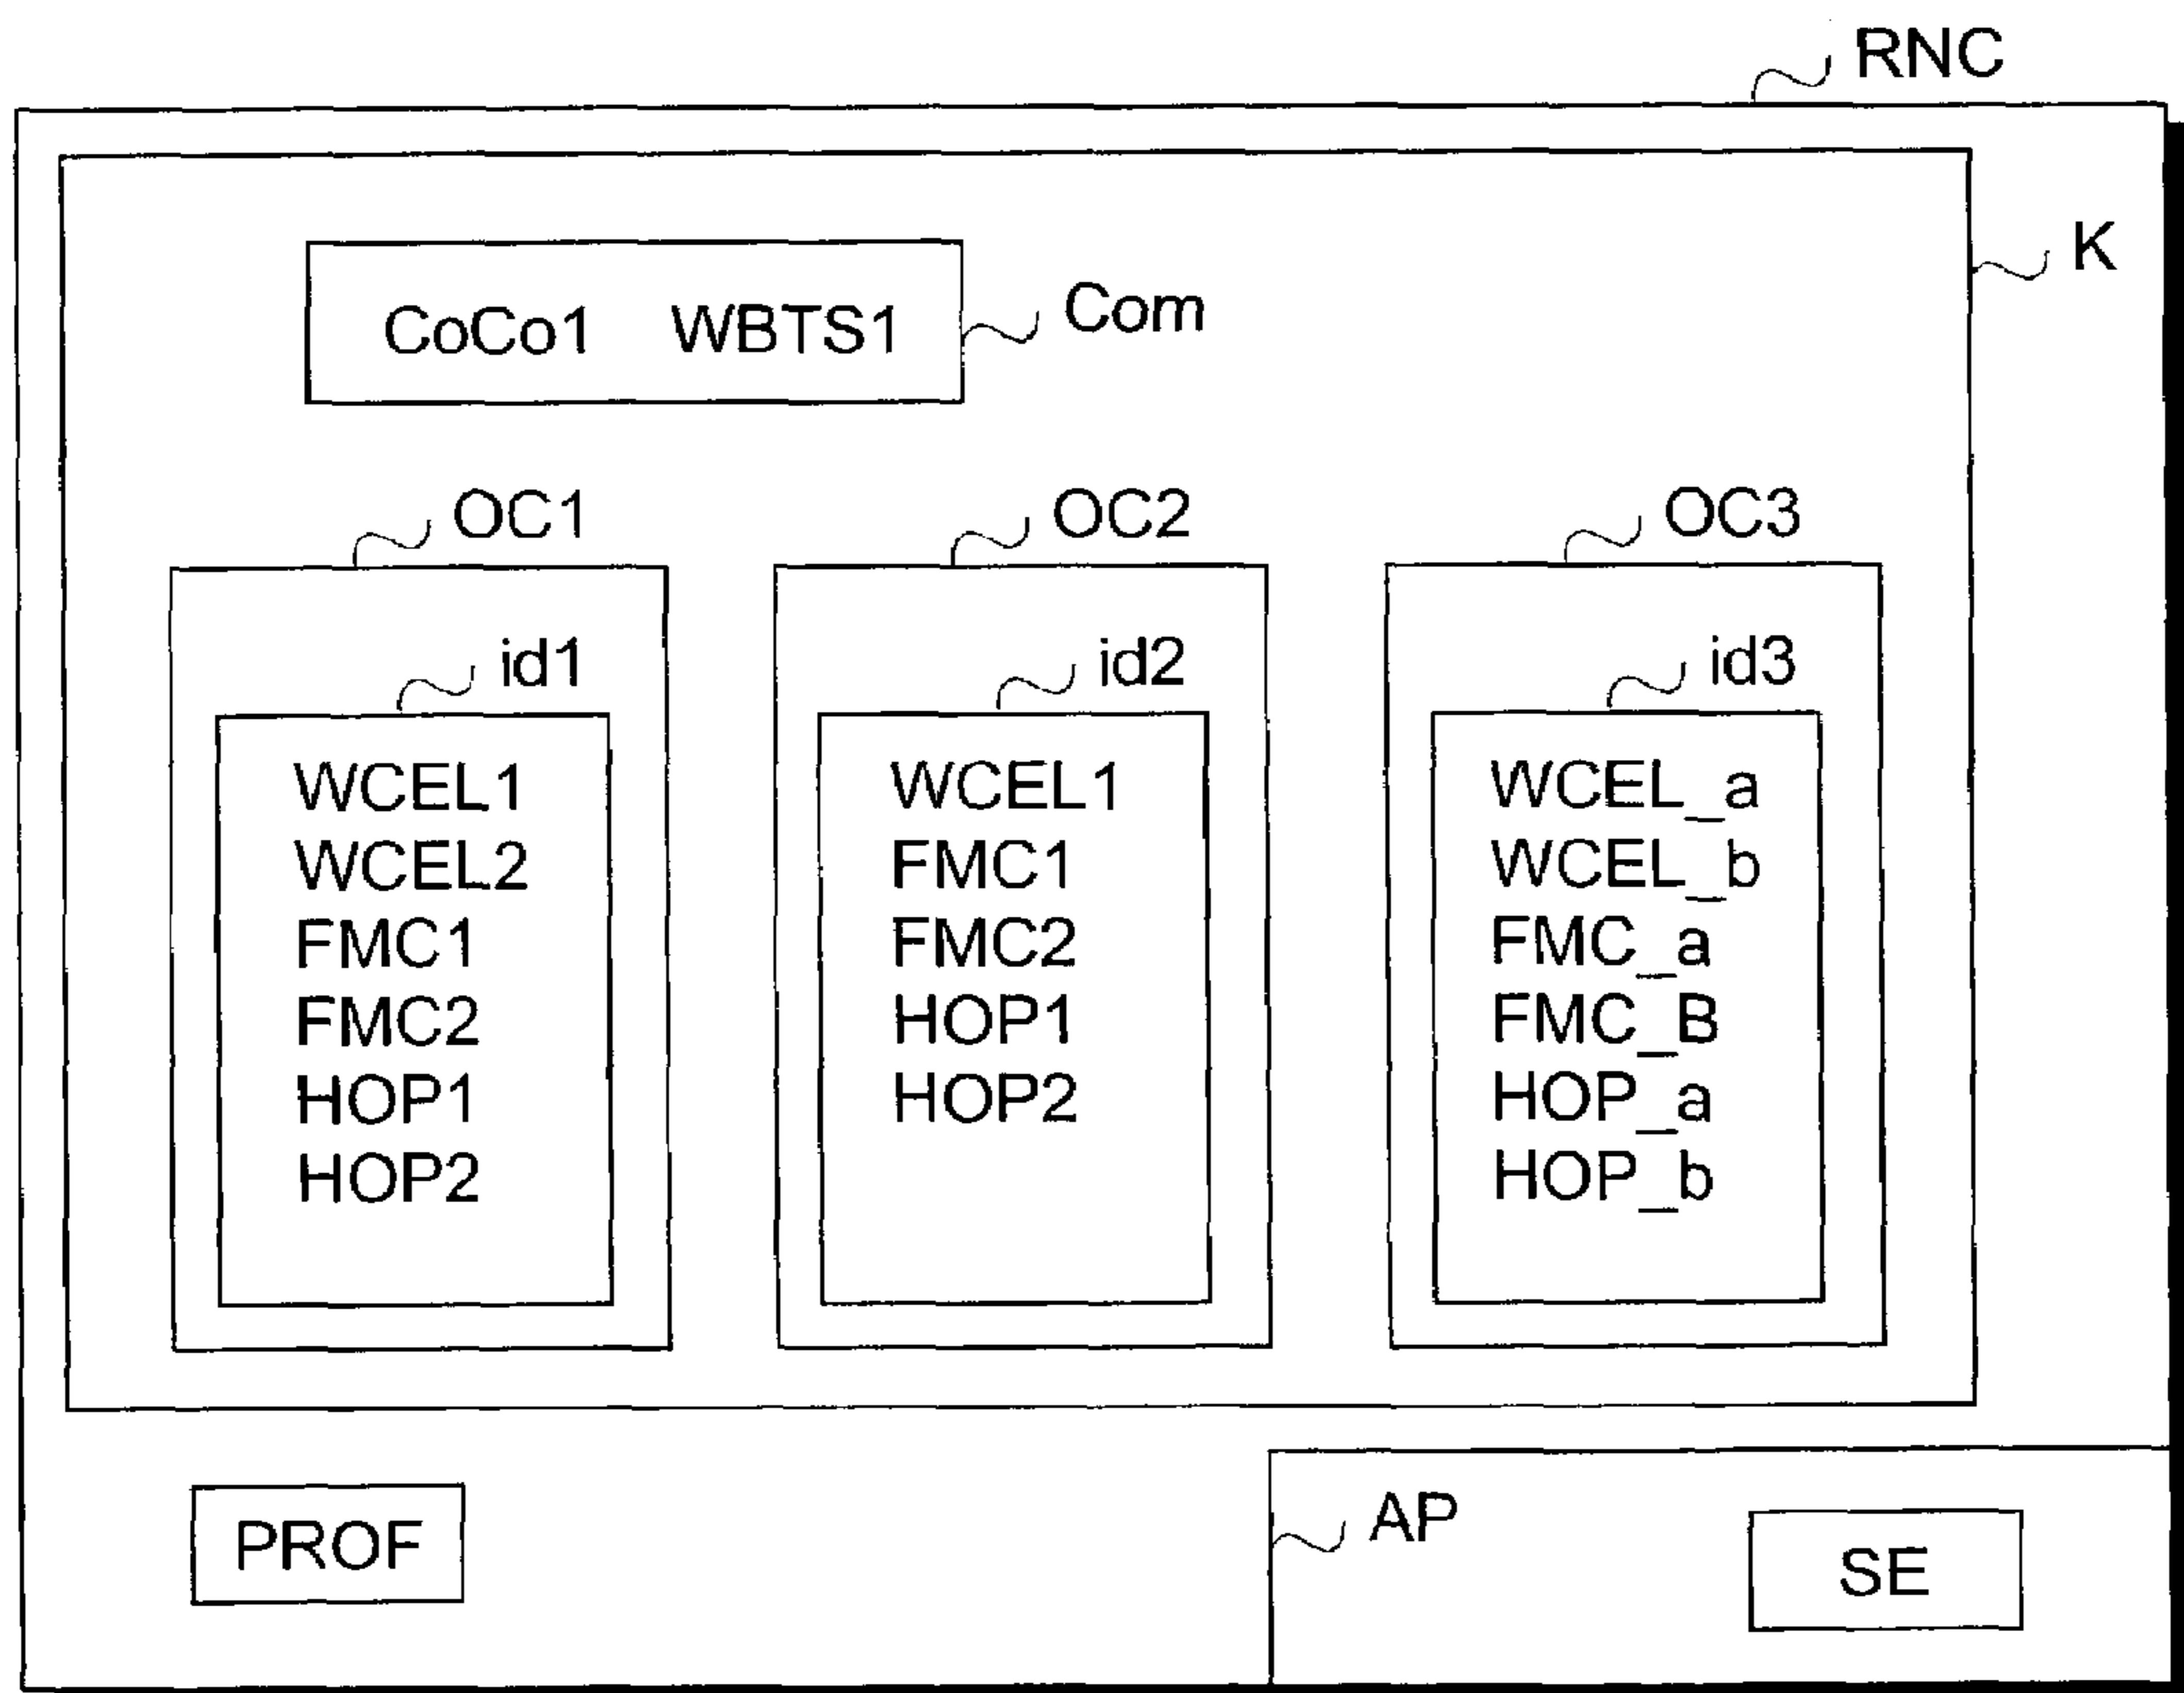 RNC
K
CoCo1 WBTS1
Com
OC1
OC2
OC3
id1
id2
id3
WCEL1
WCEL2
FMC1
FMC2
HOP1
HOP2
WCEL1
FMC1
FMC2
HOP1
HOP2
WCEL_a
WCEL_b
FMC_a
FMC_B
HOP_a
HOP_b
PROF
AP
SE